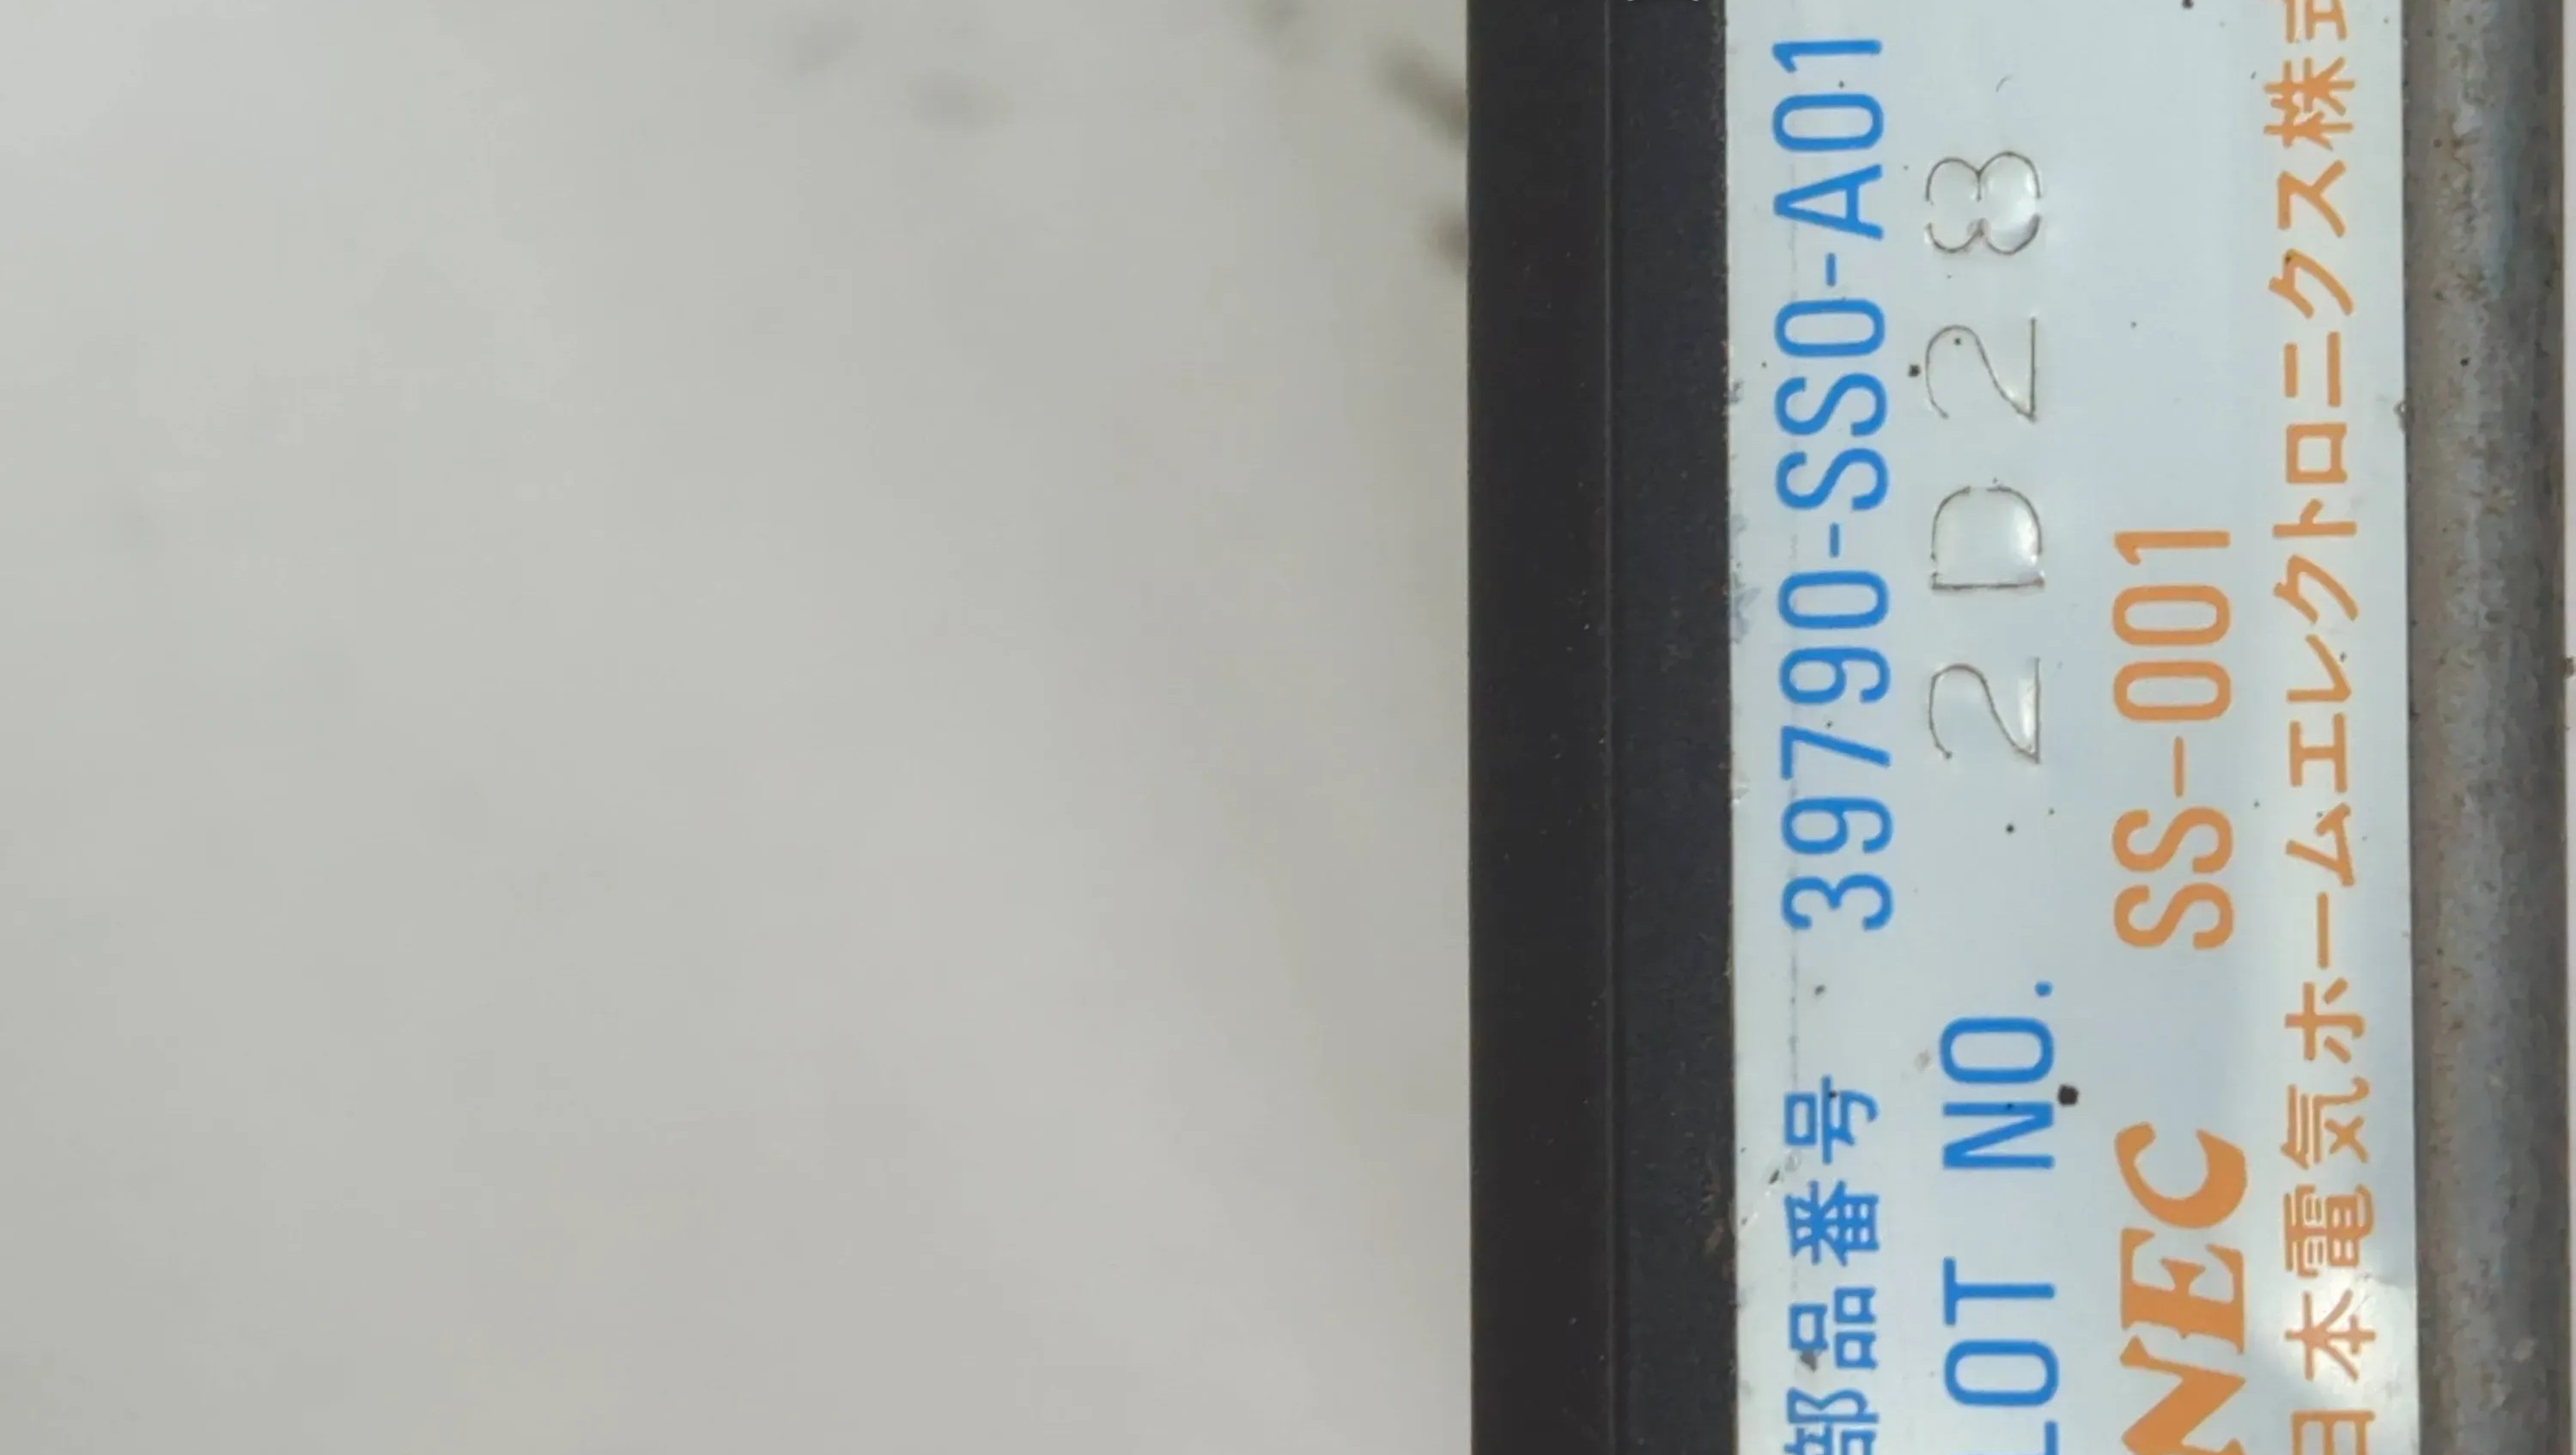 部品番号 39790-SS0-A01
LOT NO. 2D28
NEC SS-001
日本電気ホームエレクトロニクス株式